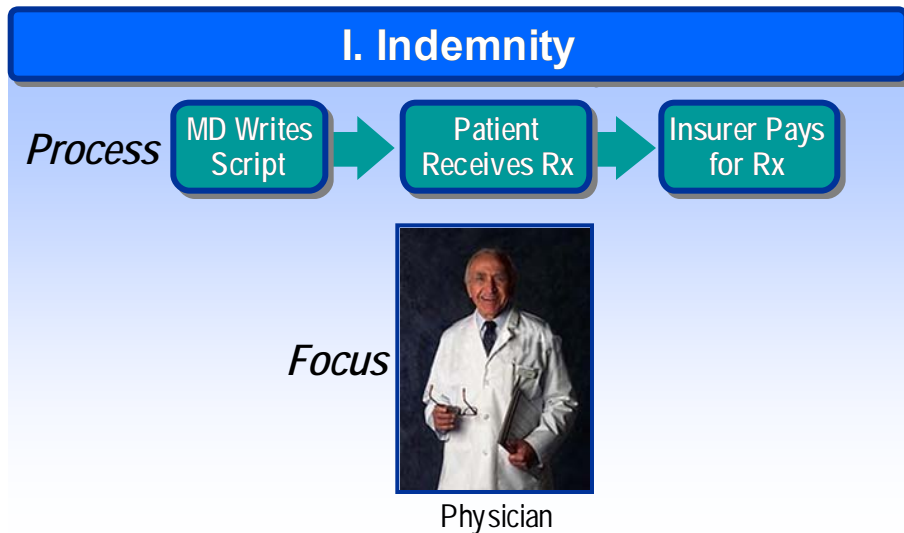 I. Indemnity
Process
MD Writes
Script
Patient
Receives Rx
Insurer Pays
for Rx
Focus
Physician